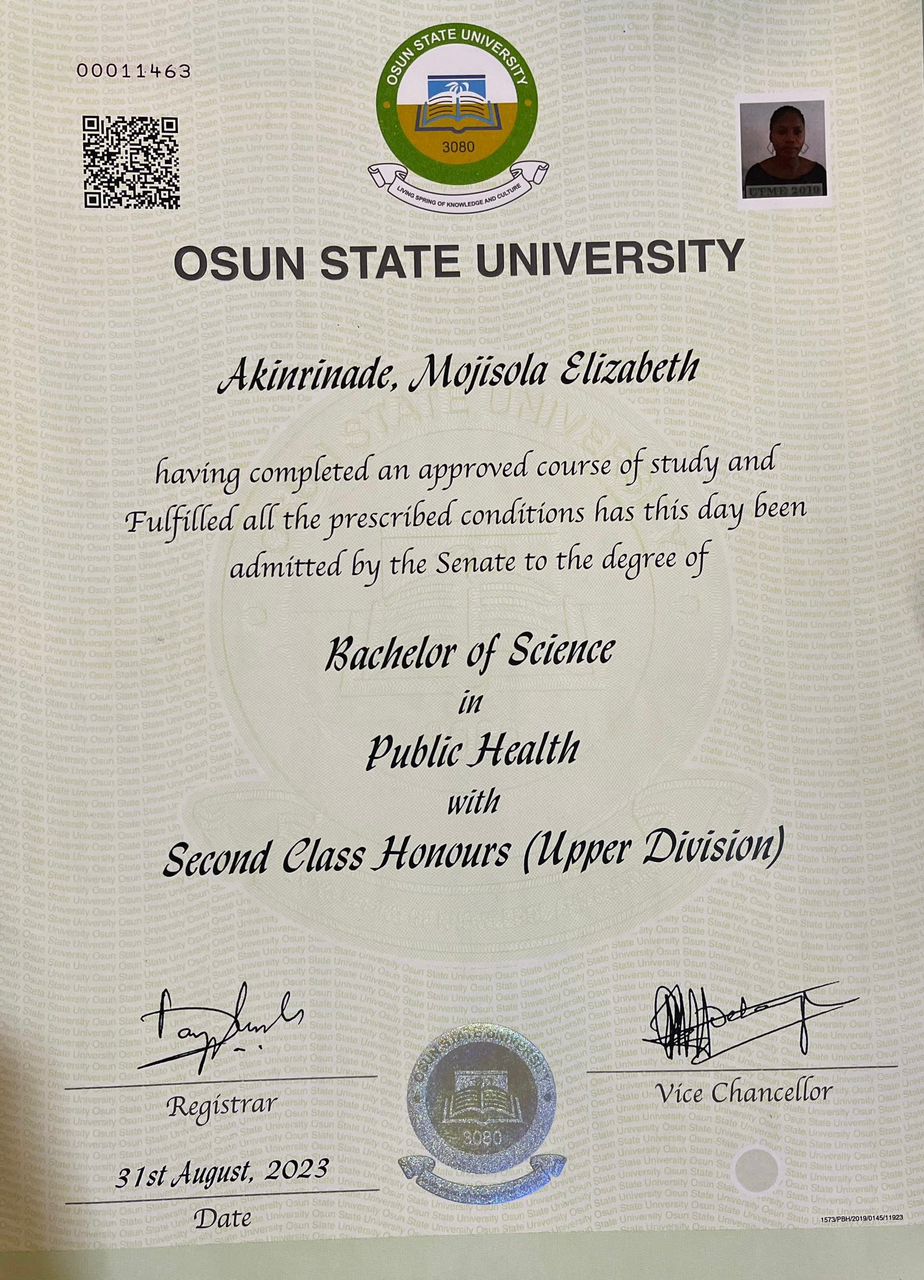 00011463
OSUN STATE UNIVERSITY
3080
LIVING SPRING OF KNOWLEDGE AND CULTURE
UTME 2019
OSUN STATE UNIVERSITY
Akinrinade, Mojisola Elizabeth
having completed an approved course of study and
Fulfilled all the prescribed conditions has this day been
admitted by the Senate to the degree of
Bachelor of Science
in
Public Health
with
Second Class Honours (Upper Division)
Registrar
Vice Chancellor
OSUN STATE UNIVERSITY
3080
31st August, 2023
Date
1573/PBH/2019/0145/11923